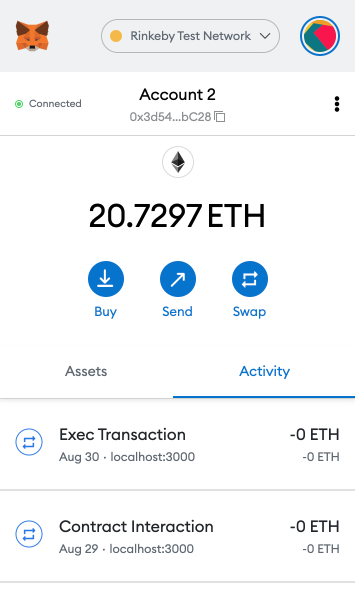 Rinkeby Test Network
Connected
Account 2
0x3d54...bC28
20.7297 ETH
Buy Send Swap
Assets Activity
Exec Transaction -0 ETH
Aug 30 · localhost:3000 -0 ETH
Contract Interaction -0 ETH
Aug 29 · localhost:3000 -0 ETH